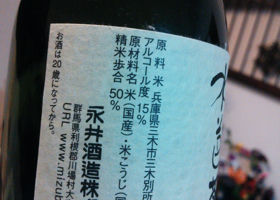 原料米 兵庫県三木市三木別所
アルコール度 15%
原材料名 米(国産)・米こうじ(
精米歩合 50%
永井酒造株
群馬県利根郡川場村大
URL www.mizub
お酒は20歳になってから。